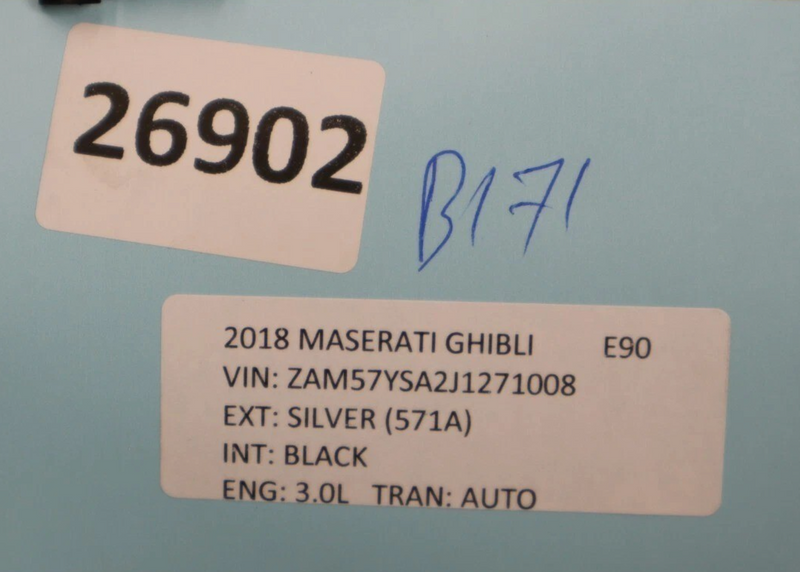 26902
B171
2018 MASERATI GHIBLI E90
VIN: ZAM57YSA2J1271008
EXT: SILVER (571A)
INT: BLACK
ENG: 3.0L TRAN: AUTO